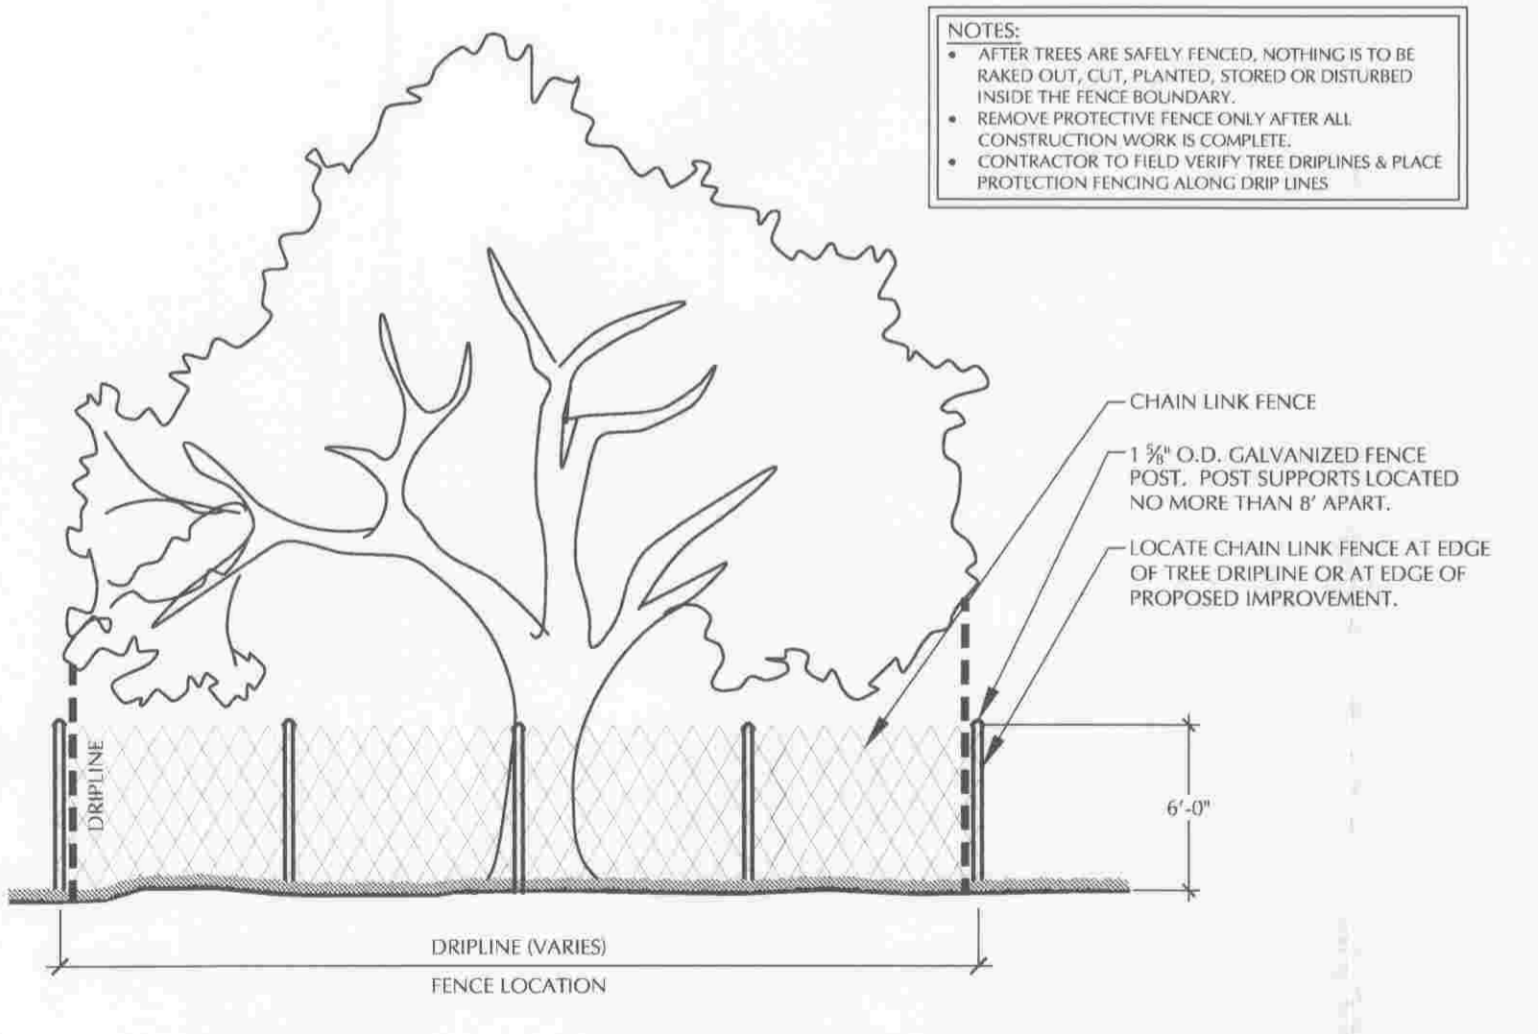 NOTES:
• AFTER TREES ARE SAFELY FENCED, NOTHING IS TO BE
RAKED OUT, CUT, PLANTED, STORED OR DISTURBED
INSIDE THE FENCE BOUNDARY.
• REMOVE PROTECTIVE FENCE ONLY AFTER ALL
CONSTRUCTION WORK IS COMPLETE.
• CONTRACTOR TO FIELD VERIFY TREE DRIPLINES & PLACE
PROTECTION FENCING ALONG DRIP LINES
CHAIN LINK FENCE
1 ⅝" O.D. GALVANIZED FENCE
POST. POST SUPPORTS LOCATED
NO MORE THAN 8' APART.
LOCATE CHAIN LINK FENCE AT EDGE
OF TREE DRIPLINE OR AT EDGE OF
PROPOSED IMPROVEMENT.
DRIPLINE
6'-0"
DRIPLINE (VARIES)
FENCE LOCATION